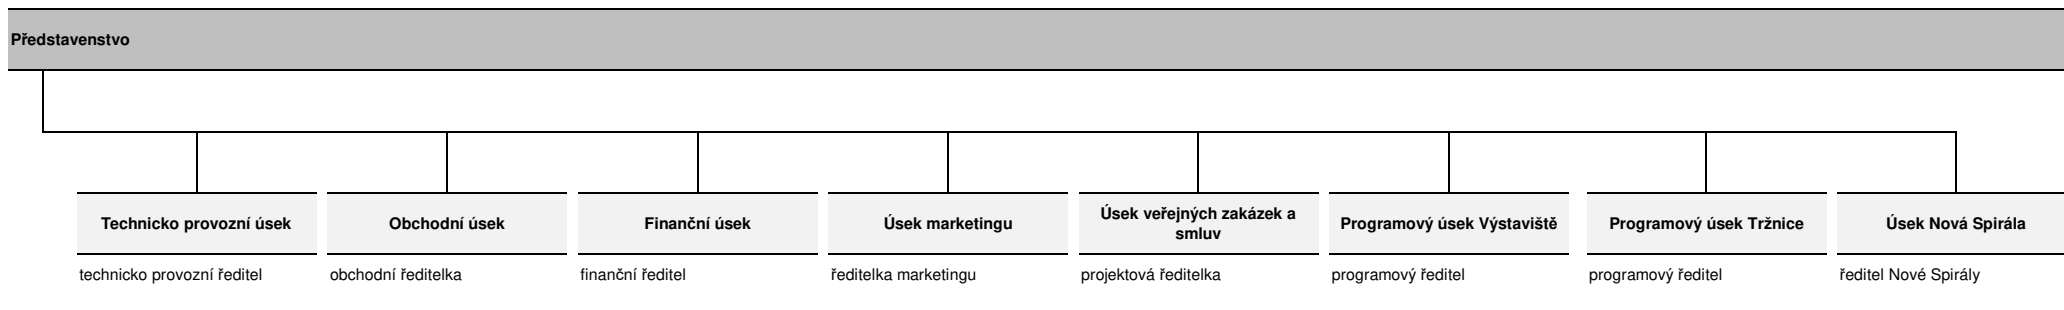 Představenstvo
Technicko provozní úsek
Obchodní úsek
Finanční úsek
Úsek marketingu
Úsek veřejných zakázek a
smluv
Programový úsek Výstaviště
Programový úsek Tržnice
Úsek Nová Spirála
technicko provozní ředitel
obchodní ředitelka
finanční ředitel
ředitelka marketingu
projektová ředitelka
programový ředitel
programový ředitel
ředitel Nové Spirály